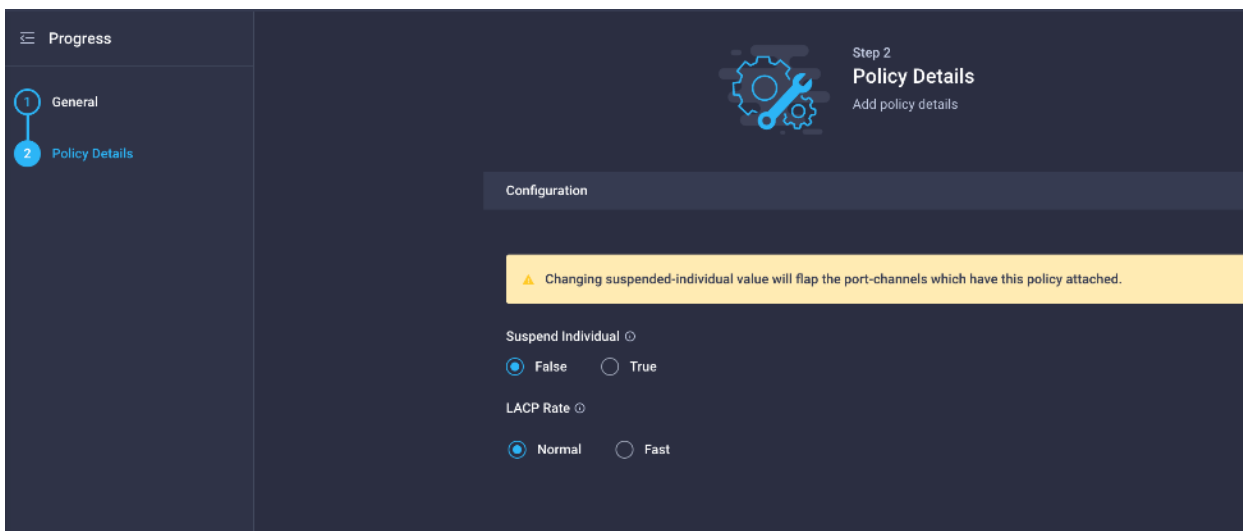 Progress
1 General
2 Policy Details
Step 2
Policy Details
Add policy details
Configuration
Changing suspended-individual value will flap the port-channels which have this policy attached.
Suspend Individual
False True
LACP Rate
Normal Fast